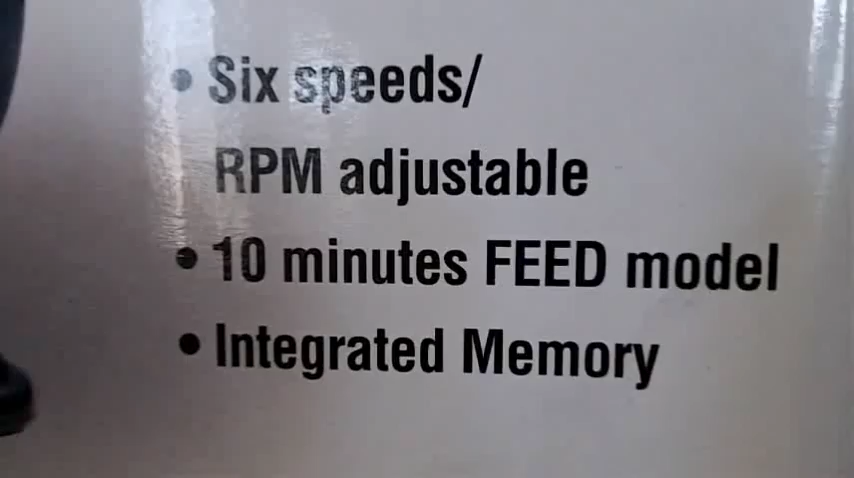 • Six speeds/
RPM adjustable
• 10 minutes FEED model
• Integrated Memory